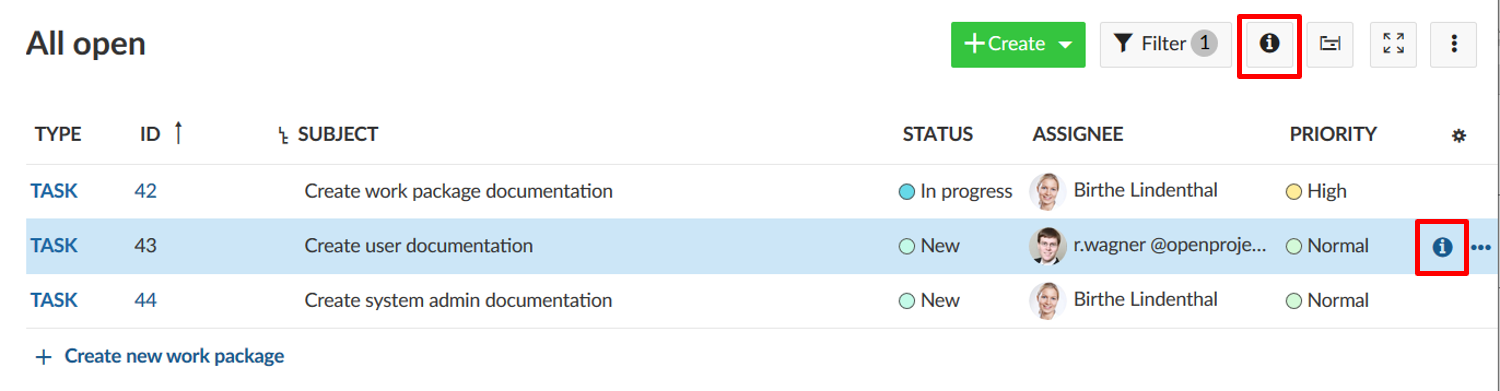 All open
Create
Filter 1
TYPE ID SUBJECT STATUS ASSIGNEE PRIORITY
TASK 42 Create work package documentation In progress Birthe Lindenthal High
TASK 43 Create user documentation New r.wagner @openproje... Normal
TASK 44 Create system admin documentation New Birthe Lindenthal Normal
+ Create new work package